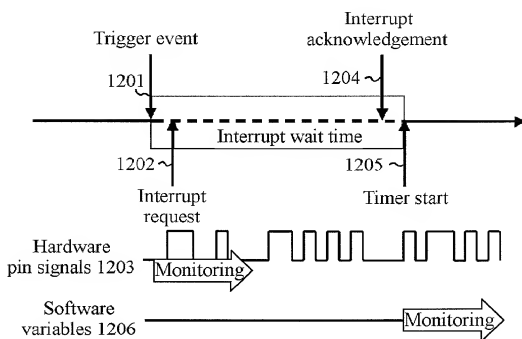 Interrupt
acknowledgement
Trigger event
1201
1204
Interrupt wait time
1202
1205
Interrupt
request
Timer start
Hardware
pin signals 1203
Monitoring
Software
variables 1206
Monitoring